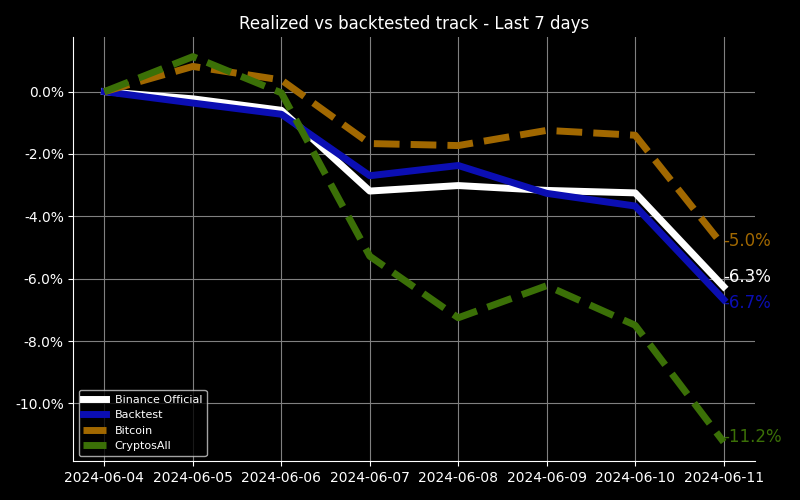 Realized vs backtested track - Last 7 days
0.0%
-2.0%
-4.0%
-6.0%
-8.0%
-10.0%
-5.0%
-6.3%
-6.7%
-11.2%
Binance Official
Backtest
Bitcoin
CryptosAll
2024-06-04 2024-06-05 2024-06-06 2024-06-07 2024-06-08 2024-06-09 2024-06-10 2024-06-11